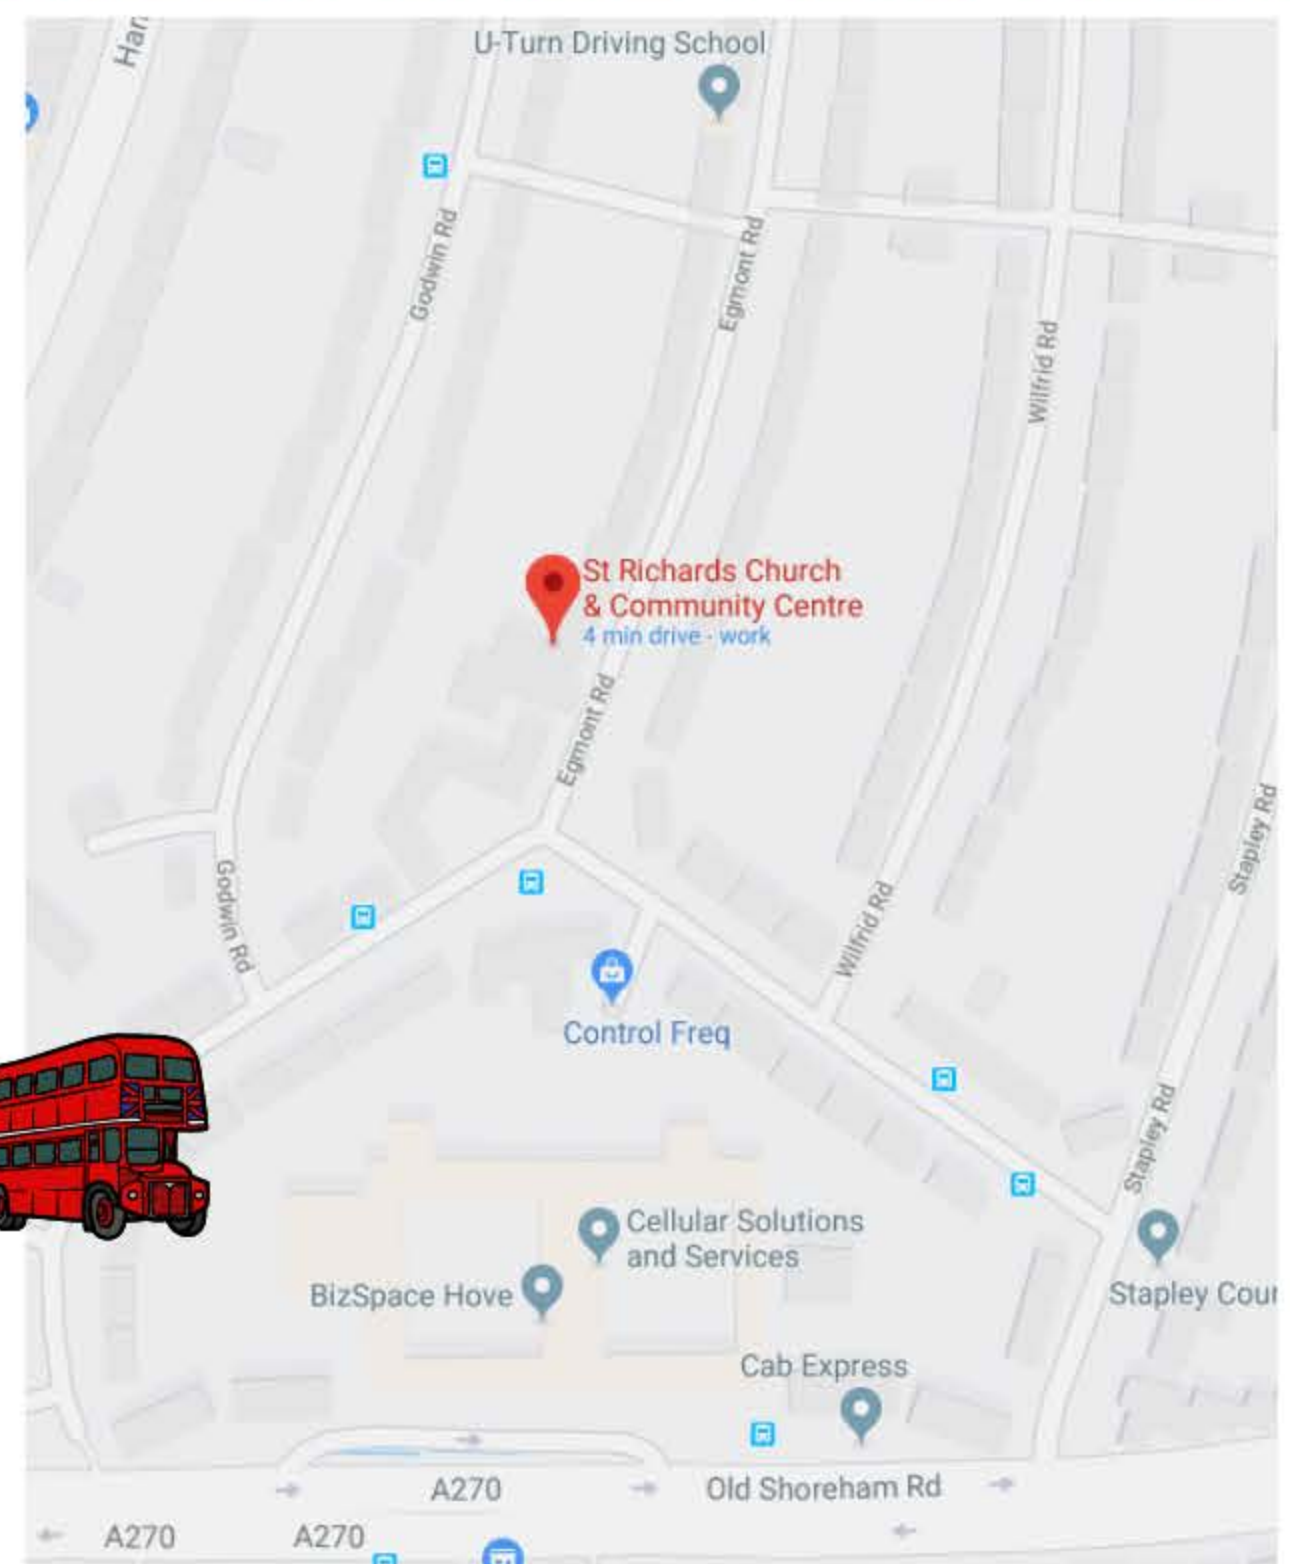 Han
U-Turn Driving School
Godwin Rd
Egmont Rd
Wilfrid Rd
St Richards Church
& Community Centre
4 min drive - work
Egmont Rd
Stapley Rd
Godwin Rd
Wilfrid Rd
Control Freq
Stapley Rd
Cellular Solutions
and Services
BizSpace Hove
Stapley Cour
Cab Express
A270
Old Shoreham Rd
A270
A270